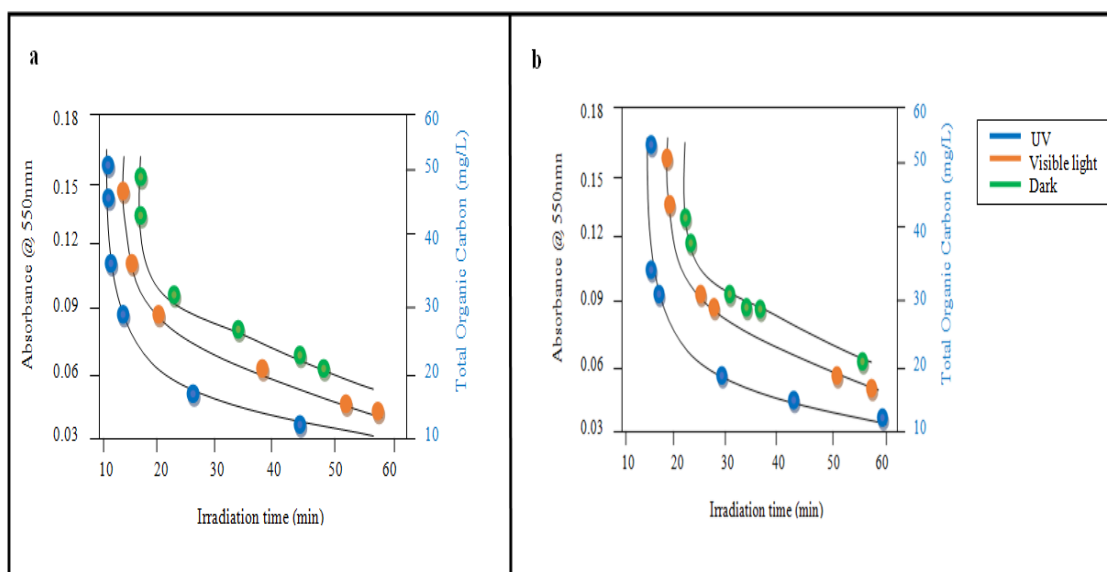 a
Absorbance @ 550nmn
0.18
0.15
0.12
0.09
0.06
0.03
60
50
40
30
20
10
Total Organic Carbon (mg/L)
10 20 30 40 50 60
Irradiation time (min)
b
Absorbance @ 550nmn
0.18
0.15
0.12
0.09
0.06
0.03
60
50
40
30
20
10
Total Organic Carbon (mg/L)
10 20 30 40 50 60
Irradiation time (min)
UV
Visible light
Dark